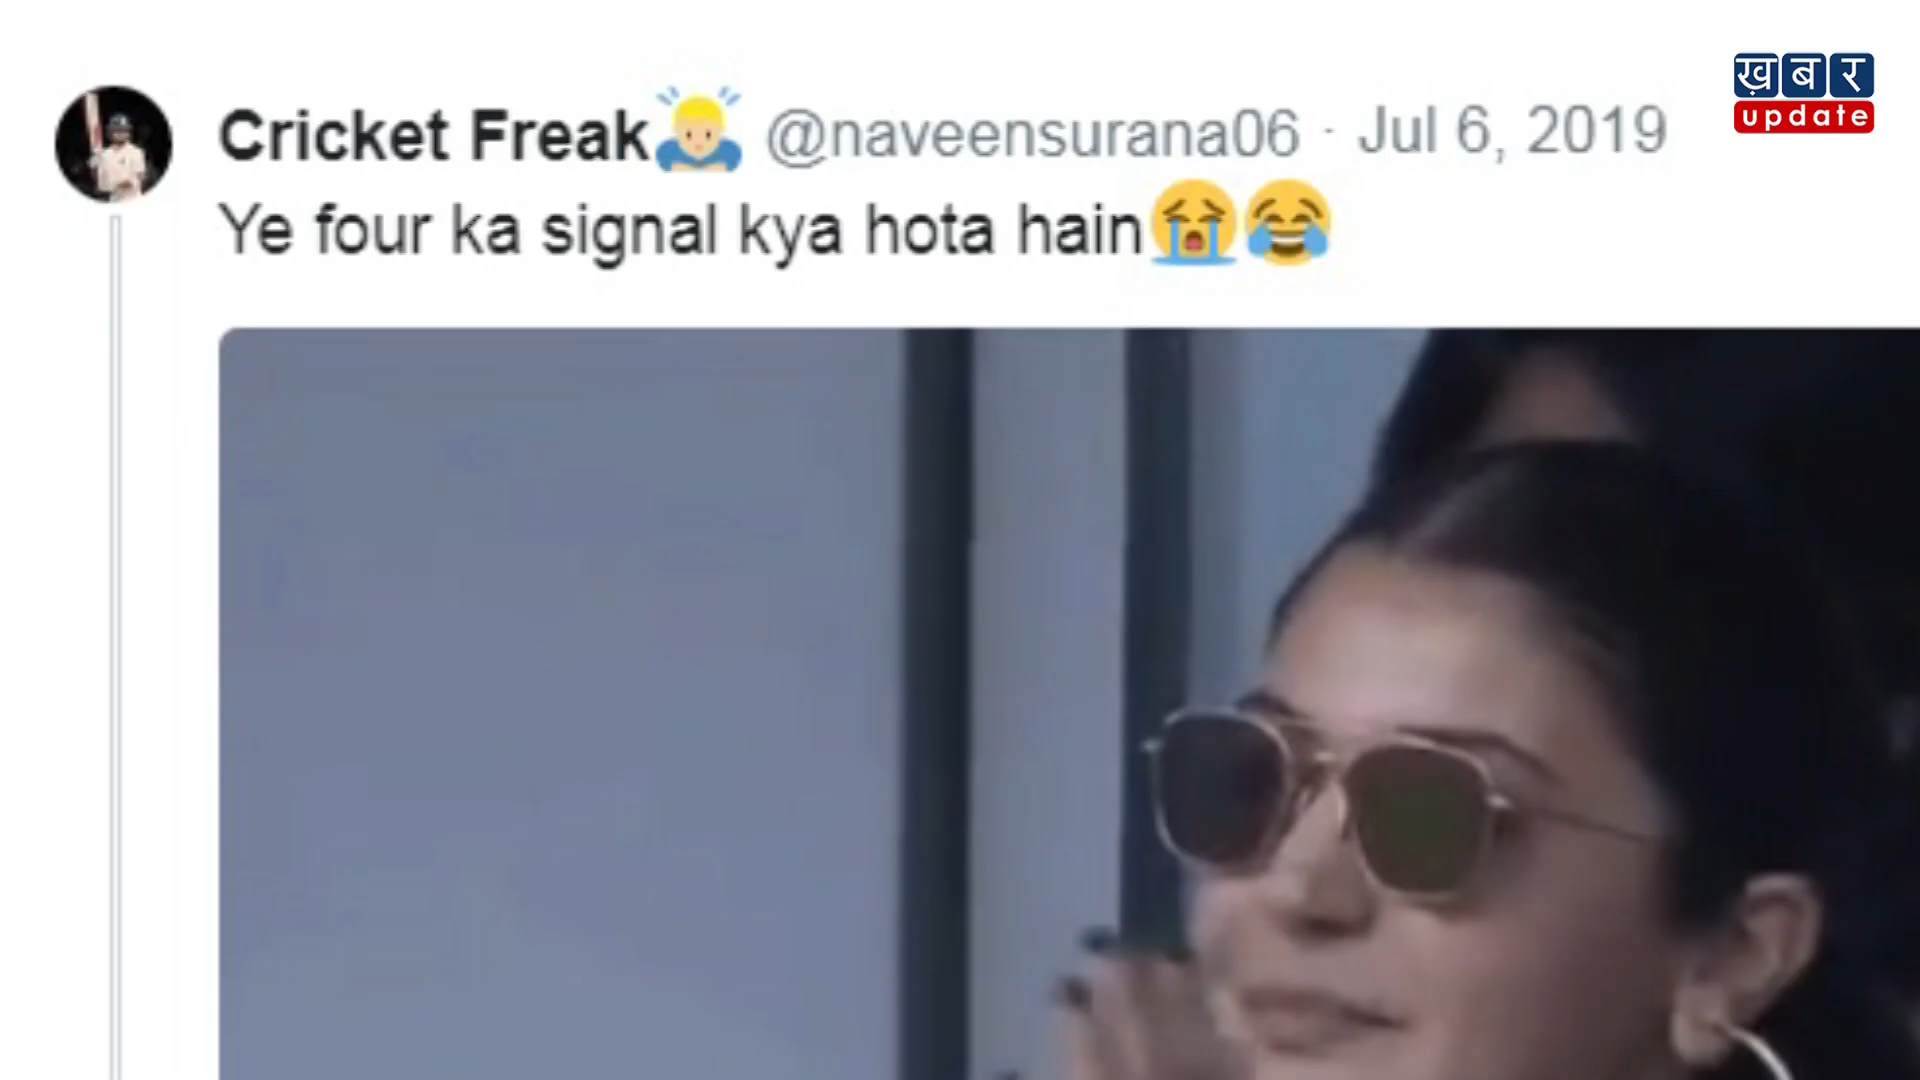 Cricket Freak🙇🏼‍♂️ @naveensurana06 · Jul 6, 2019
Ye four ka signal kya hota hain😭😂
ख़बर
update